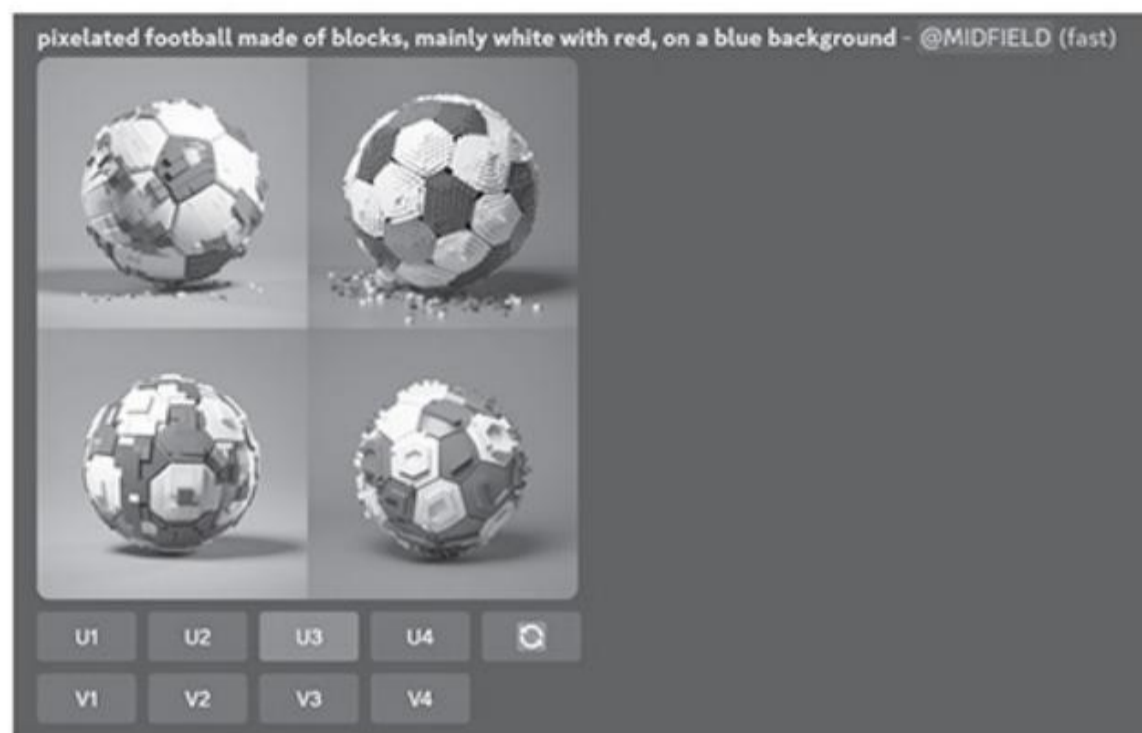 pixelated football made of blocks, mainly white with red, on a blue background - @MIDFIELD (fast)
U1 U2 U3 U4
V1 V2 V3 V4